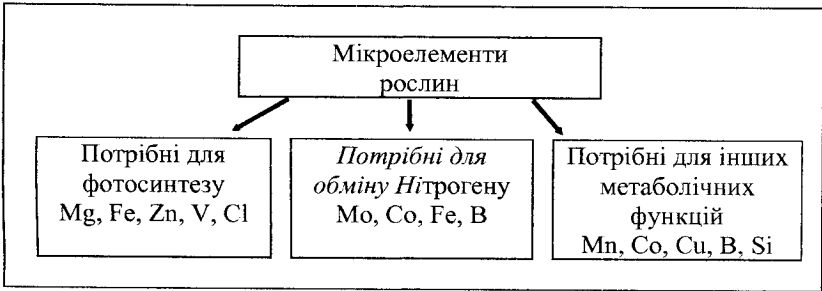 Мікроелементи
рослин
Потрібні для
фотосинтезу
Mg, Fe, Zn, V, Cl
Потрібні для
обміну Нітрогену
Mo, Co, Fe, B
Потрібні для інших
метаболічних
функцій
Mn, Co, Cu, B, Si